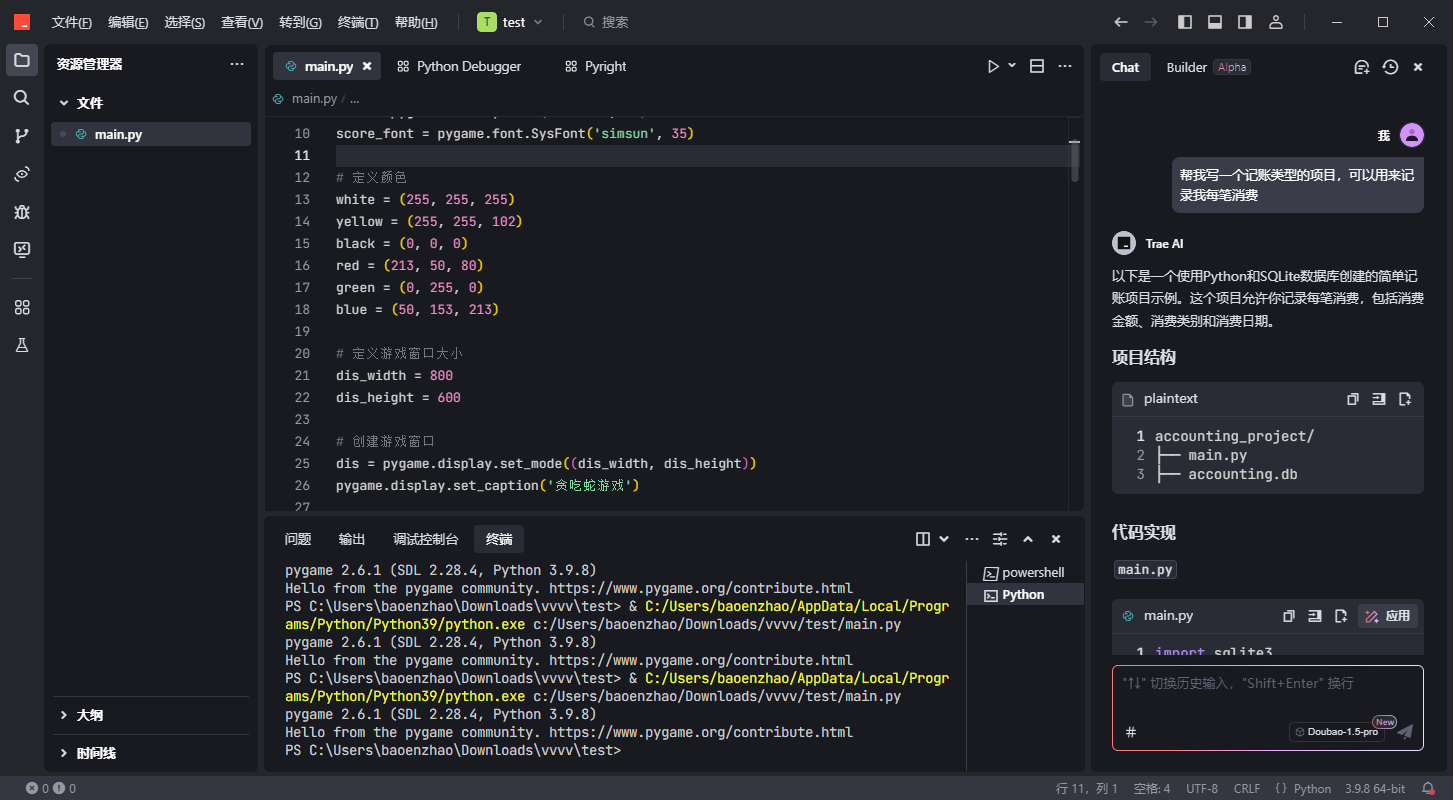 文件(F) 编辑(E) 选择(S) 查看(V) 转到(G) 终端(T) 帮助(H) T test 搜索
资源管理器
文件
main.py
大纲
时间线
main.py Python Debugger Pyright
main.py / ...
10 score_font = pygame.font.SysFont('simsun', 35)
11
12 # 定义颜色
13 white = (255, 255, 255)
14 yellow = (255, 255, 102)
15 black = (0, 0, 0)
16 red = (213, 50, 80)
17 green = (0, 255, 0)
18 blue = (50, 153, 213)
19
20 # 定义游戏窗口大小
21 dis_width = 800
22 dis_height = 600
23
24 # 创建游戏窗口
25 dis = pygame.display.set_mode((dis_width, dis_height))
26 pygame.display.set_caption('贪吃蛇游戏')
27
问题 输出 调试控制台 终端
pygame 2.6.1 (SDL 2.28.4, Python 3.9.8)
Hello from the pygame community. https://www.pygame.org/contribute.html
PS C:\Users\baoenzhao\Downloads\vvvv\test> & C:/Users/baoenzhao/AppData/Local/Progr
ams/Python/Python39/python.exe c:/Users/baoenzhao/Downloads/vvvv/test/main.py
pygame 2.6.1 (SDL 2.28.4, Python 3.9.8)
Hello from the pygame community. https://www.pygame.org/contribute.html
PS C:\Users\baoenzhao\Downloads\vvvv\test> & C:/Users/baoenzhao/AppData/Local/Progr
ams/Python/Python39/python.exe c:/Users/baoenzhao/Downloads/vvvv/test/main.py
pygame 2.6.1 (SDL 2.28.4, Python 3.9.8)
Hello from the pygame community. https://www.pygame.org/contribute.html
PS C:\Users\baoenzhao\Downloads\vvvv\test>
powershell
Python
Chat Builder Alpha
我
帮我写一个记账类型的项目，可以用来记
录我每笔消费
Trae AI
以下是一个使用Python和SQLite数据库创建的简单记
账项目示例。这个项目允许你记录每笔消费，包括消费
金额、消费类别和消费日期。
项目结构
plaintext
1 accounting_project/
2 ├── main.py
3 ├── accounting.db
代码实现
main.py
main.py 应用
1 import sqlite3
"↑↓" 切换历史输入，"Shift+Enter" 换行
New
# Doubao-1.5-pro
0 0 行 11，列 1 空格: 4 UTF-8 CRLF {} Python 3.9.8 64-bit